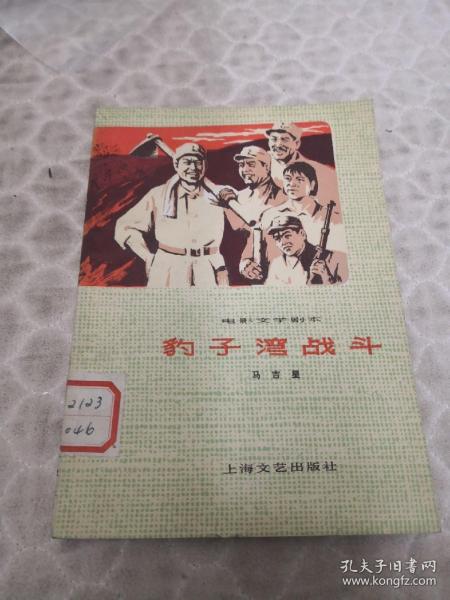 电影文学剧本
豹子湾战斗
马吉星
2123
046
上海文艺出版社
孔夫子旧书网
www.kongfz.com